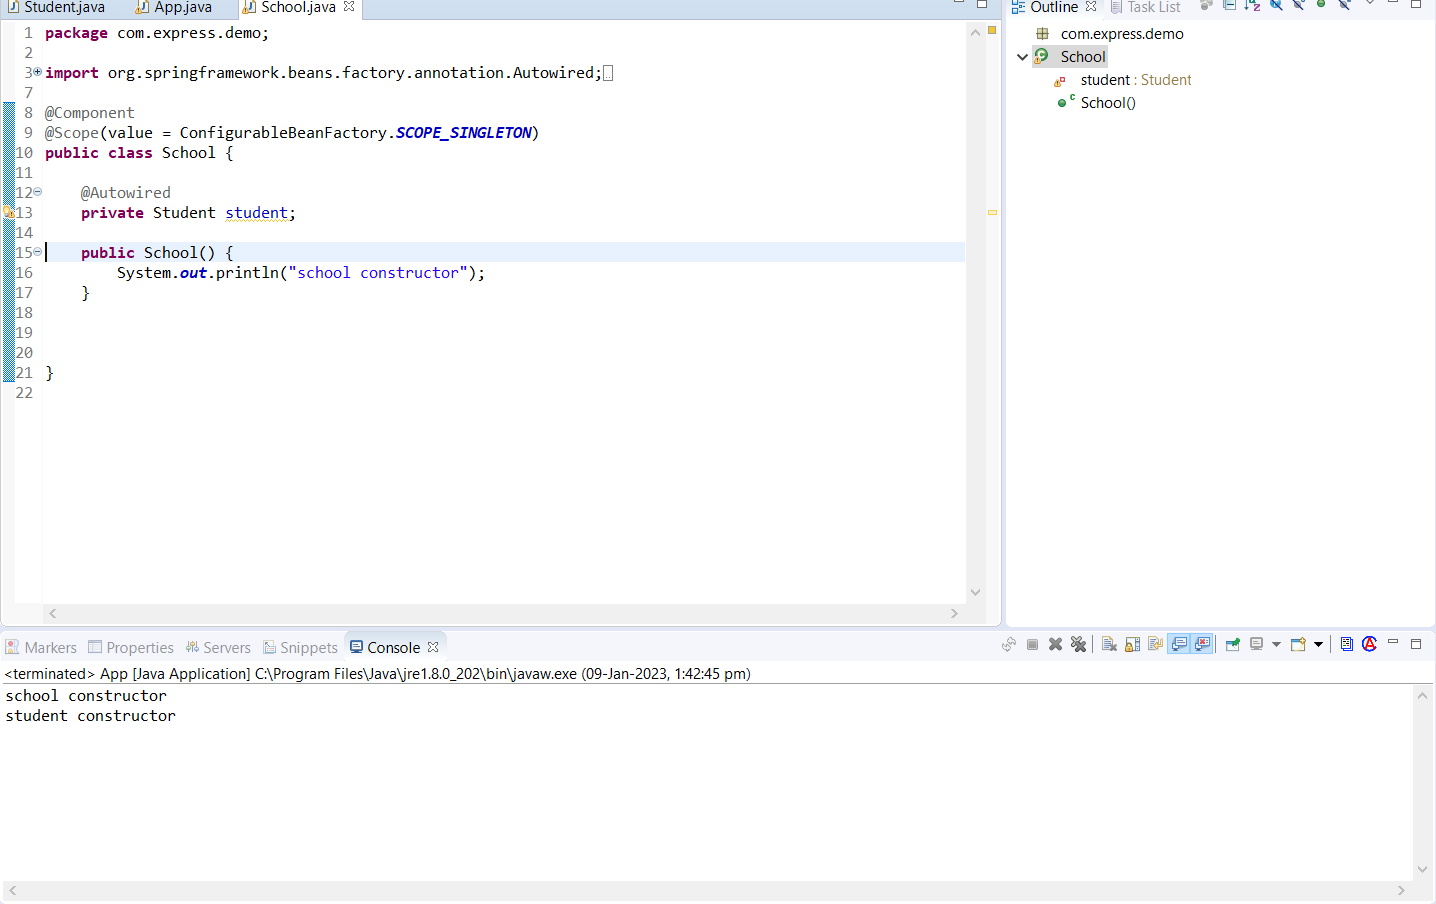 Student.java App.java School.java
1 package com.express.demo;
2
3 import org.springframework.beans.factory.annotation.Autowired;
7
8 @Component
9 @Scope(value = ConfigurableBeanFactory.SCOPE_SINGLETON)
10 public class School {
11
12 @Autowired
13 private Student student;
14
15 public School() {
16 System.out.println("school constructor");
17 }
18
19
20
21 }
22
Outline Task List
com.express.demo
School
student : Student
School()
Markers Properties Servers Snippets Console
<terminated> App [Java Application] C:\Program Files\Java\jre1.8.0_202\bin\javaw.exe (09-Jan-2023, 1:42:45 pm)
school constructor
student constructor